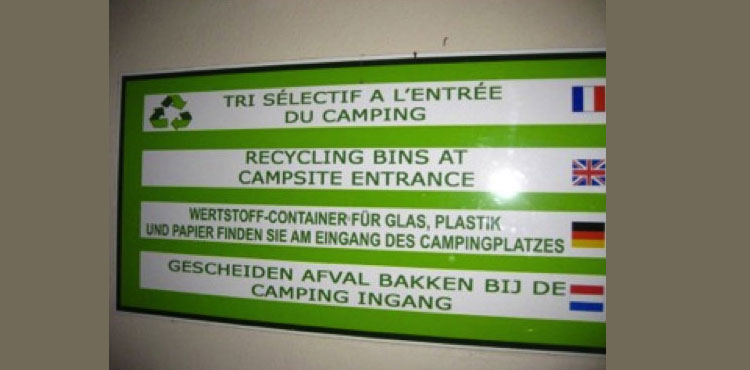 TRI SÉLECTIF A L'ENTRÉE
DU CAMPING
RECYCLING BINS AT
CAMPSITE ENTRANCE
WERTSTOFF-CONTAINER FÜR GLAS, PLASTIK
UND PAPIER FINDEN SIE AM EINGANG DES CAMPINGPLATZES
GESCHEIDEN AFVAL BAKKEN BIJ DE
CAMPING INGANG